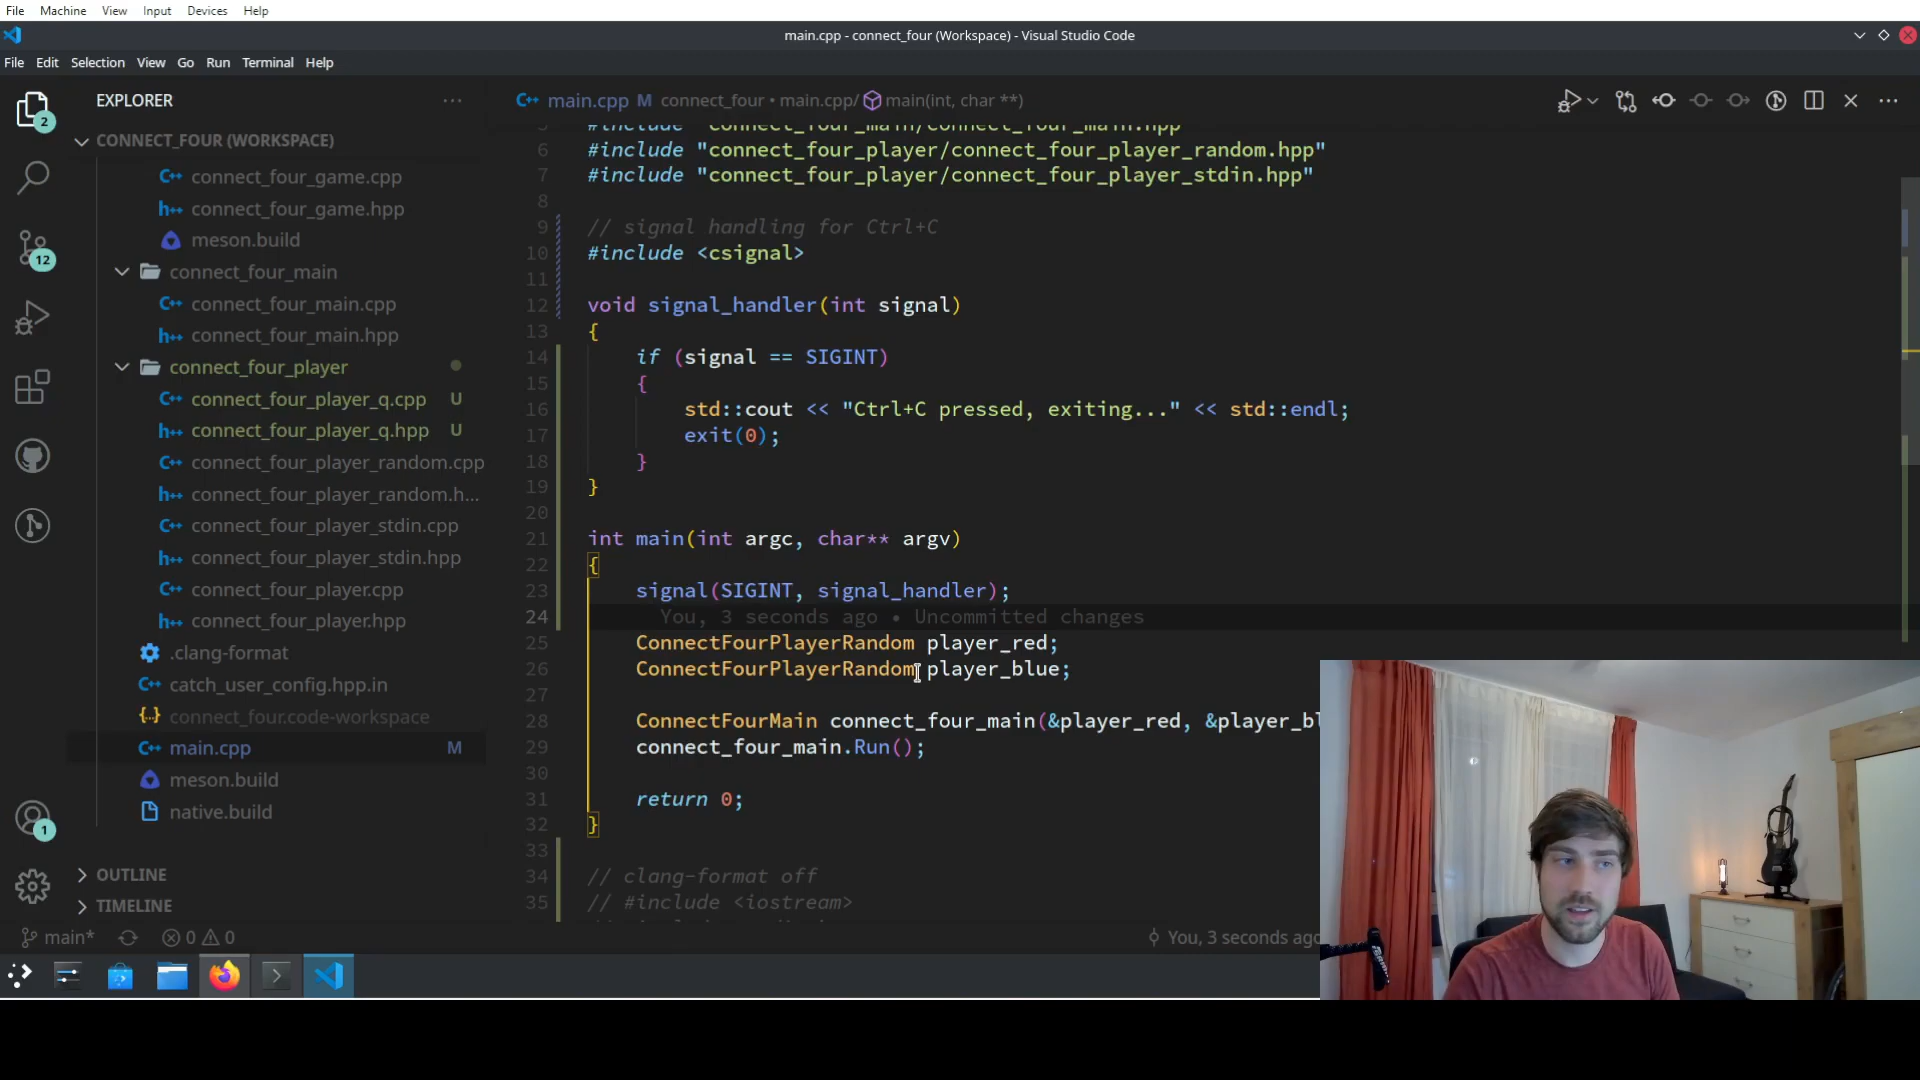 File Machine View Input Devices Help
main.cpp - connect_four (Workspace) - Visual Studio Code
File Edit Selection View Go Run Terminal Help
EXPLORER
2
12
1
CONNECT_FOUR (WORKSPACE)
connect_four_game.cpp
connect_four_game.hpp
meson.build
connect_four_main
connect_four_main.cpp
connect_four_main.hpp
connect_four_player
connect_four_player_q.cpp U
connect_four_player_q.hpp U
connect_four_player_random.cpp
connect_four_player_random.h...
connect_four_player_stdin.cpp
connect_four_player_stdin.hpp
connect_four_player.cpp
connect_four_player.hpp
.clang-format
catch_user_config.hpp.in
connect_four.code-workspace
main.cpp M
meson.build
native.build
OUTLINE
TIMELINE
main.cpp M connect_four • main.cpp/ main(int, char **)
5 #include "connect_four_main/connect_four_main.hpp"
6 #include "connect_four_player/connect_four_player_random.hpp"
7 #include "connect_four_player/connect_four_player_stdin.hpp"
8
9 // signal handling for Ctrl+C
10 #include <csignal>
11
12 void signal_handler(int signal)
13 {
14 if (signal == SIGINT)
15 {
16 std::cout << "Ctrl+C pressed, exiting..." << std::endl;
17 exit(0);
18 }
19 }
20
21 int main(int argc, char** argv)
22 {
23 signal(SIGINT, signal_handler);
24 You, 3 seconds ago • Uncommitted changes
25 ConnectFourPlayerRandom player_red;
26 ConnectFourPlayerRandom player_blue;
27
28 ConnectFourMain connect_four_main(&player_red, &player_bl
29 connect_four_main.Run();
30
31 return 0;
32 }
33
34 // clang-format off
35 // #include <iostream>
main* 0 0 You, 3 seconds ago